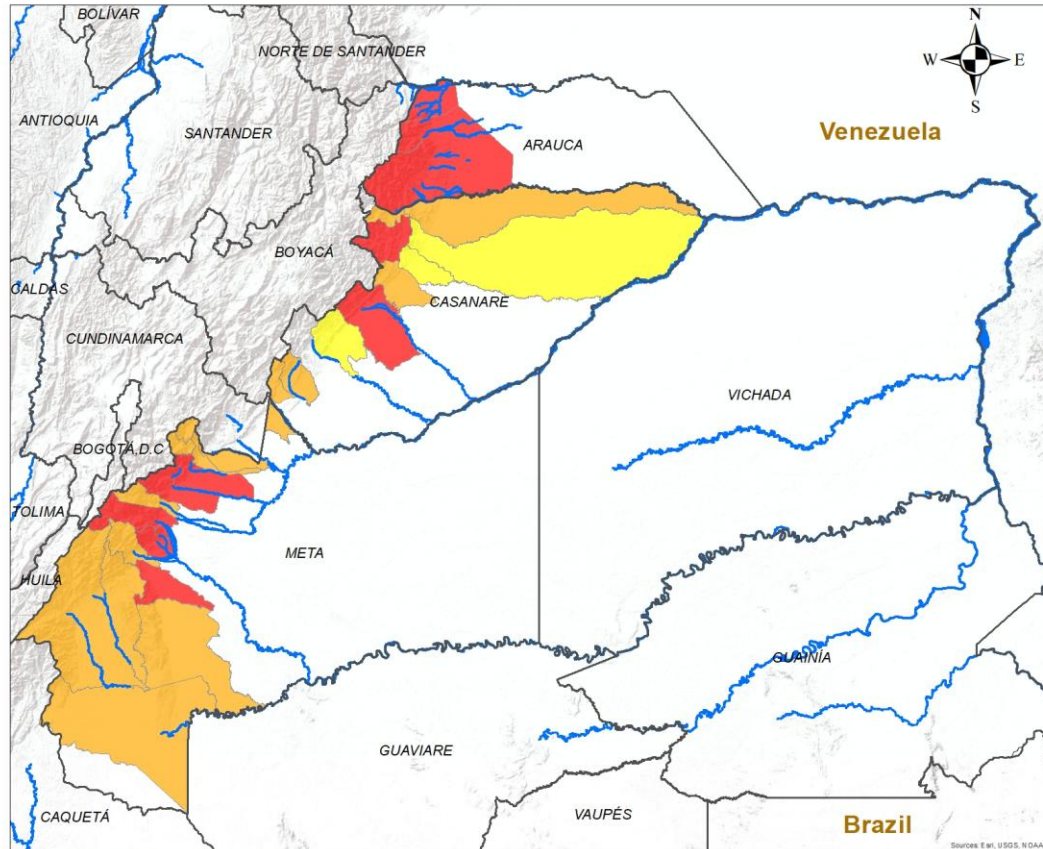 BOLÍVAR
N
NORTE DE SANTANDER
W E
S
ANTIOQUIA
SANTANDER
Venezuela
ARAUCA
BOYACÁ
CALDAS
CASANARE
CUNDINAMARCA
VICHADA
BOGOTÁ,D.C
TOLIMA
META
HUILA
GUAINÍA
GUAVIARE
CAQUETÁ
VAUPÉS
Brazil
Sources: Esri, USGS, NOAA